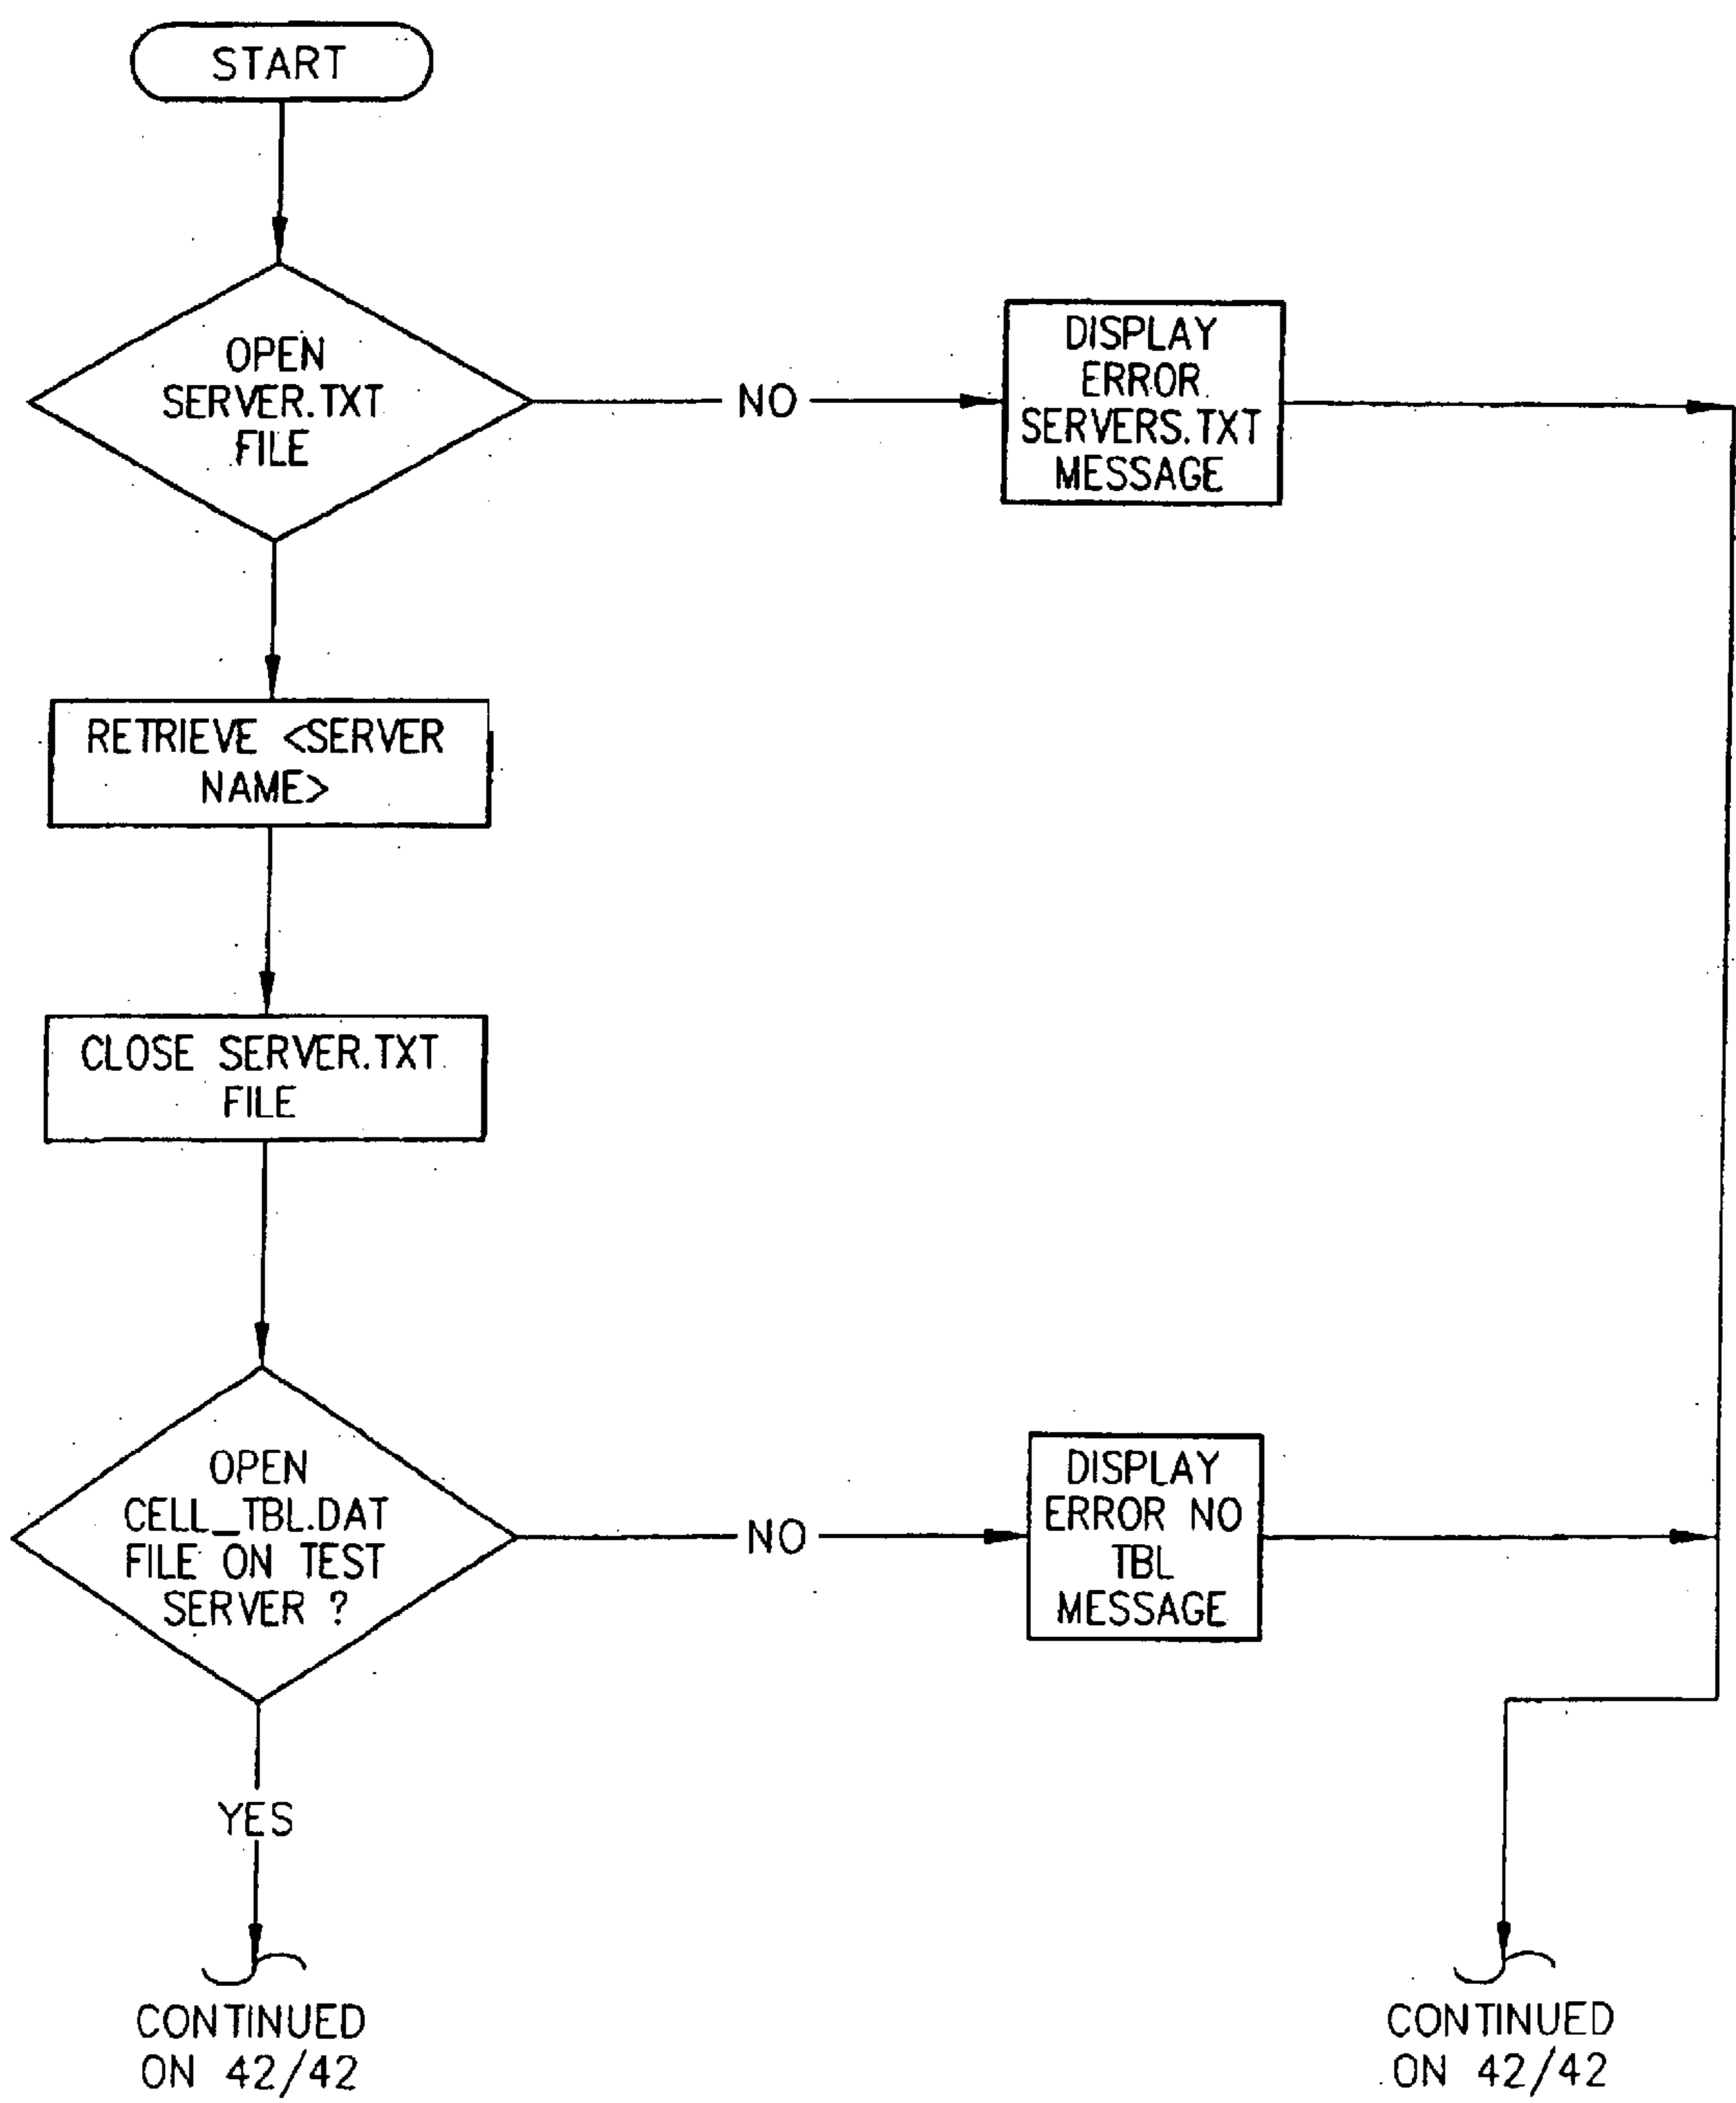 START
OPEN
SERVER.TXT
FILE
NO
DISPLAY
ERROR
SERVERS.TXT
MESSAGE
RETRIEVE <SERVER
NAME>
CLOSE SERVER.TXT
FILE
OPEN
CELL_TBL.DAT
FILE ON TEST
SERVER ?
NO
DISPLAY
ERROR NO
TBL
MESSAGE
YES
CONTINUED
ON 42/42
CONTINUED
ON 42/42